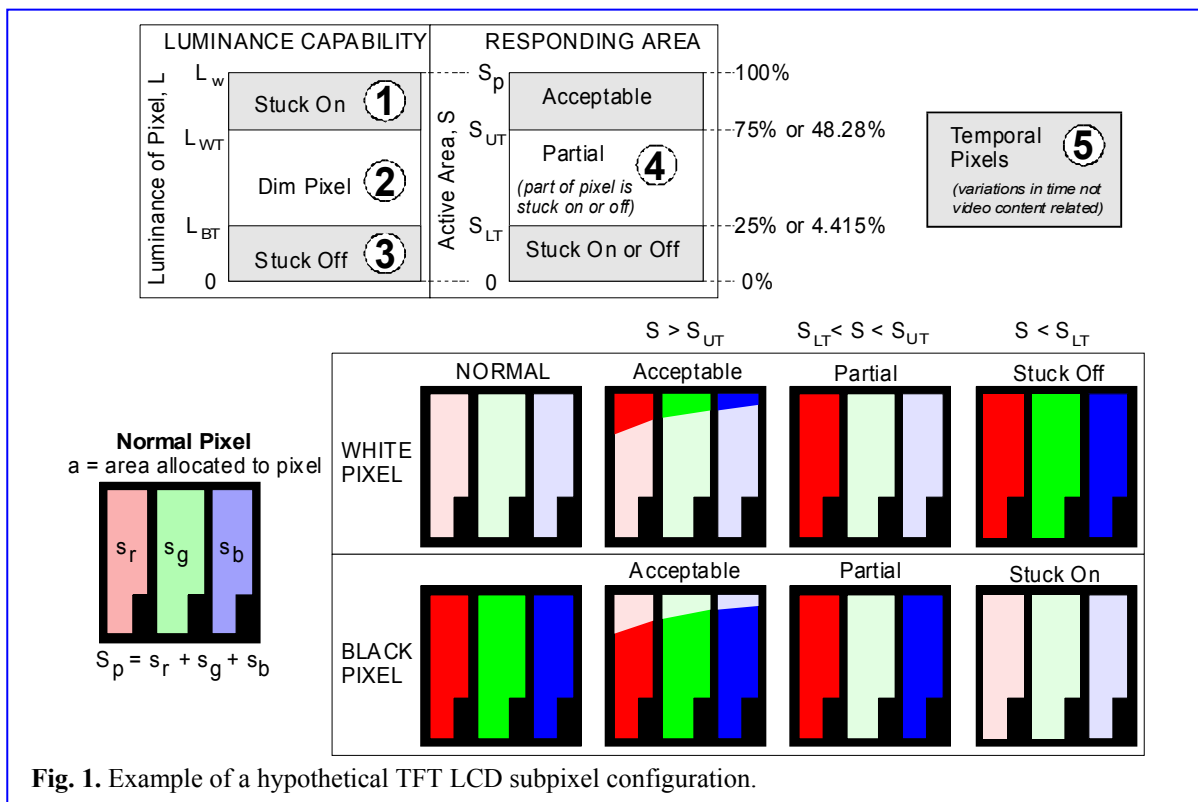 LUMINANCE CAPABILITY
RESPONDING AREA
Luminance of Pixel, L
L w
Stuck On 1
L WT
Dim Pixel 2
L BT
Stuck Off 3
0
Active Area, S
S p
Acceptable
100%
S UT
75% or 48.28%
Partial 4
(part of pixel is
stuck on or off)
S LT
25% or 4.415%
Stuck On or Off
0
0%
Temporal
Pixels 5
(variations in time not
video content related)
S > S UT
S LT < S < S UT
S < S LT
NORMAL
Acceptable
Partial
Stuck Off
WHITE
PIXEL
Normal Pixel
a = area allocated to pixel
s r s g s b
S p = s r + s g + s b
Acceptable
Partial
Stuck On
BLACK
PIXEL
Fig. 1. Example of a hypothetical TFT LCD subpixel configuration.